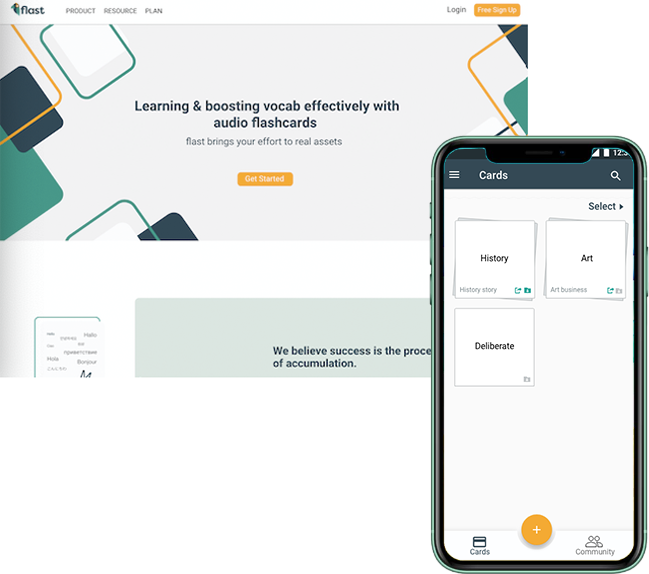 flast
PRODUCT RESOURCE PLAN
Login
Free Sign Up
Learning & boosting vocab effectively with
audio flashcards
flast brings your effort to real assets
Get Started
Hallo
приветствие
Hola
Bonjour
We believe success is the proce
of accumulation.
12:3
Cards
Select
History
History story
Art
Art business
Deliberate
+
Cards
Community